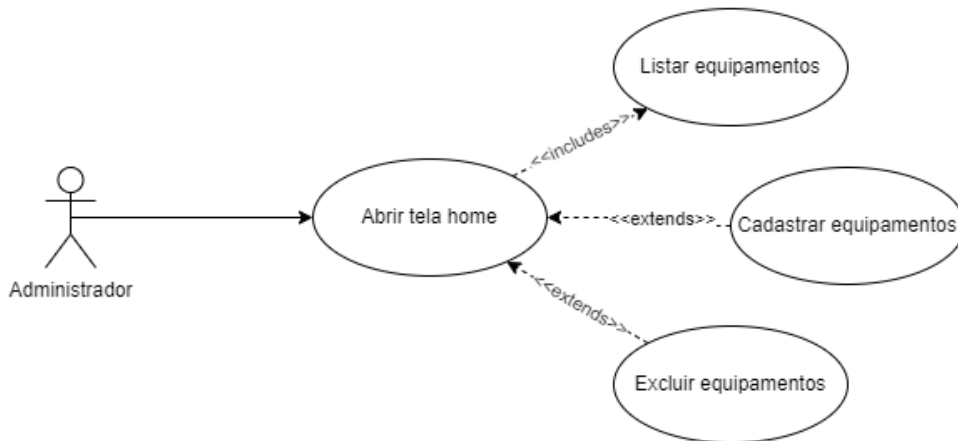 Listar equipamentos
<<includes>>
Abrir tela home
<<extends>>
Cadastrar equipamentos
Administrador
<<extends>>
Excluir equipamentos